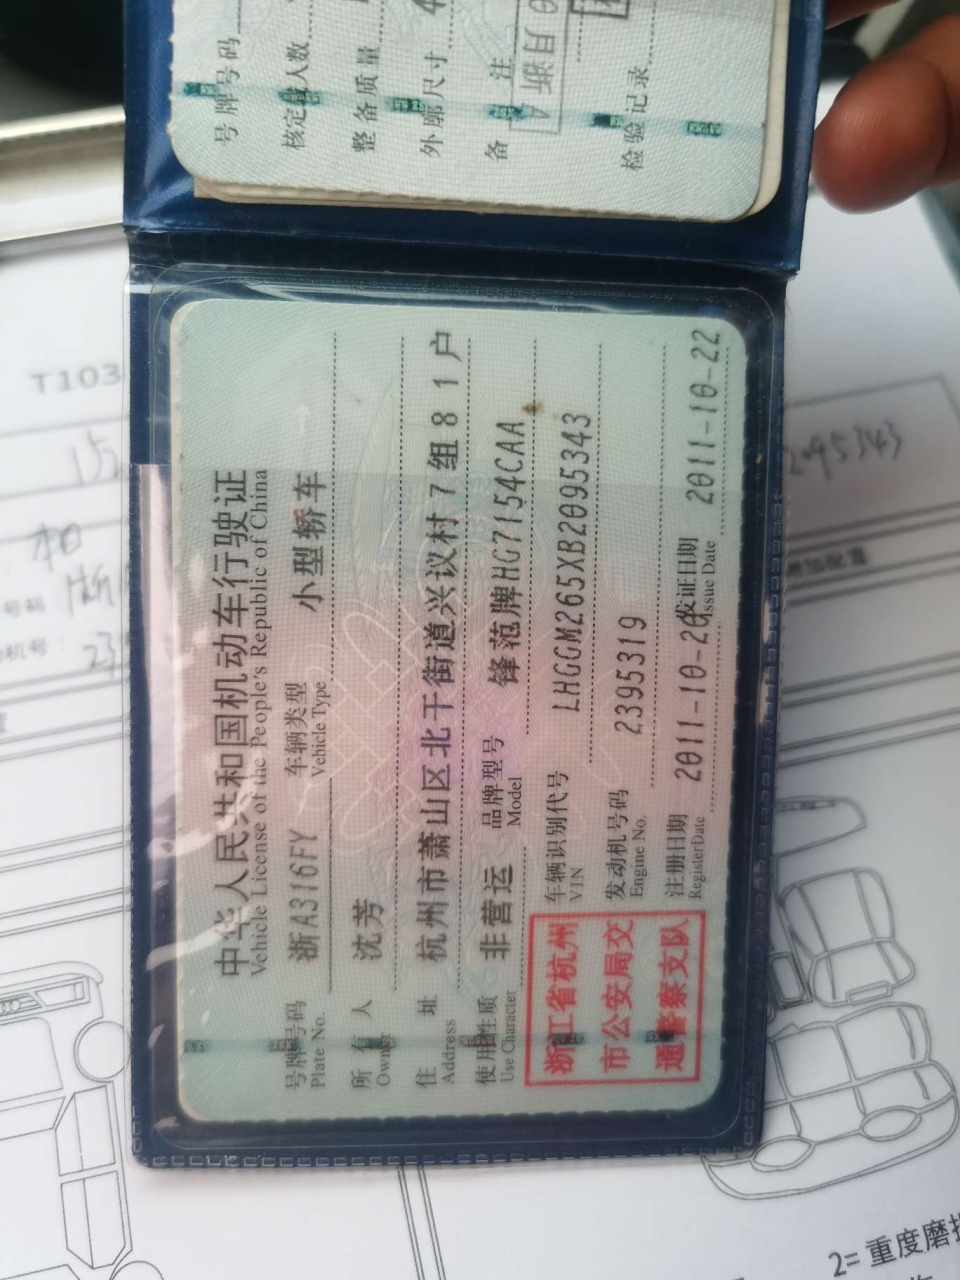 号牌号码
核定载人数
整备质量
外廓尺寸 4
备 注
检验记录
中华人民共和国机动车行驶证
Vehicle License of the People's Republic of China
号牌号码 浙A316FY 车辆类型 小型轿车
Plate No. Vehicle Type
所 有 人 沈芳
Owner
住 址 杭州市萧山区北干街道兴议村7组81户
Address
使用性质 非营运 品牌型号 锋范牌HG7154CAA
Use Character Model
浙江省杭州
市公安局交
通警察支队
车辆识别代号 LHGGM265XB2095343
VIN
发动机号码 2395319
Engine No.
注册日期 2011-10-20 发证日期 2011-10-22
RegisterDate Issue Date
T103
2095343
号码:
机号: 23
2= 重度磨